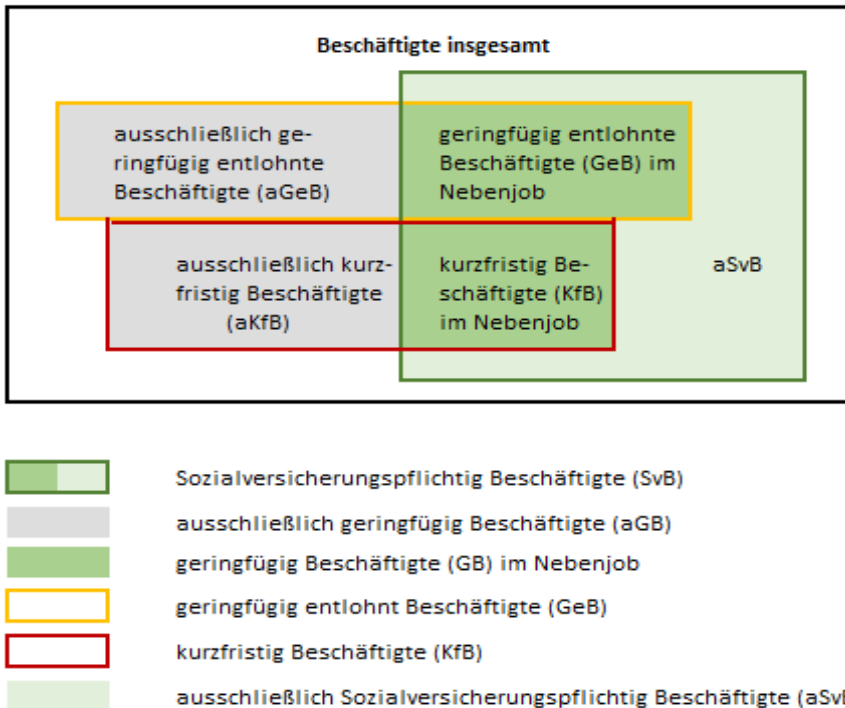 Beschäftigte insgesamt
ausschließlich ge-
ringfügig entlohnte
Beschäftigte (aGeB)
geringfügig entlohnte
Beschäftigte (GeB) im
Nebenjob
ausschließlich kurz-
fristig Beschäftigte
(aKfB)
kurzfristig Be-
schäftigte (KfB)
im Nebenjob
aSvB
Sozialversicherungspflichtig Beschäftigte (SvB)
ausschließlich geringfügig Beschäftigte (aGB)
geringfügig Beschäftigte (GB) im Nebenjob
geringfügig entlohnt Beschäftigte (GeB)
kurzfristig Beschäftigte (KfB)
ausschließlich Sozialversicherungspflichtig Beschäftigte (aSvB